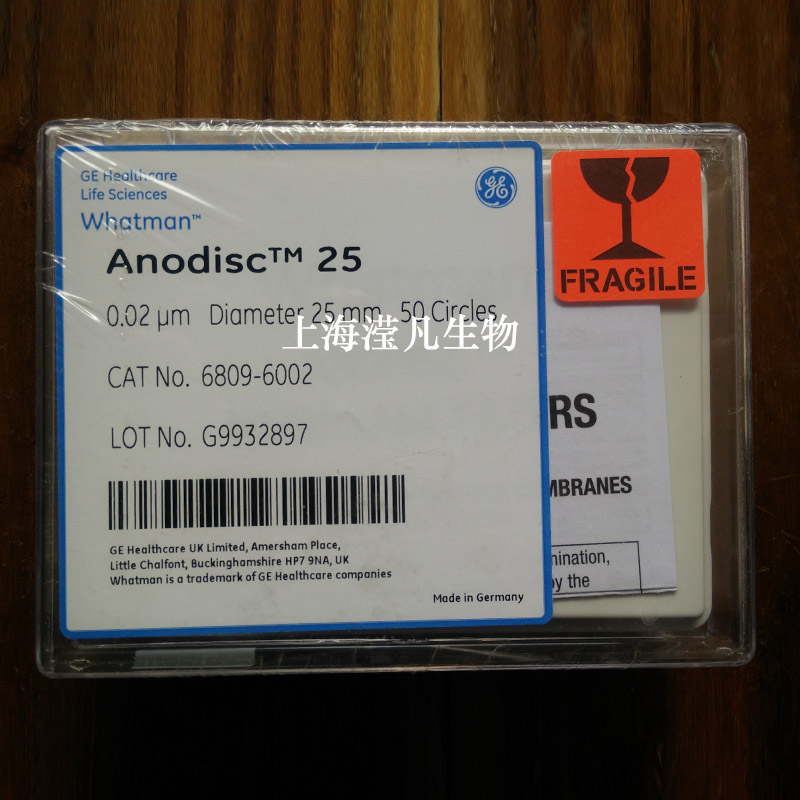 GE Healthcare
Life Sciences
Whatman™
Anodisc™ 25
0.02 µm Diameter 25 mm 50 Circles
上海滢凡生物
CAT No. 6809-6002
LOT No. G9932897
GE Healthcare UK Limited, Amersham Place,
Little Chalfont, Buckinghamshire HP7 9NA, UK
Whatman is a trademark of GE Healthcare companies
Made in Germany
GE
FRAGILE
RS
MBRANES
mination,
by the